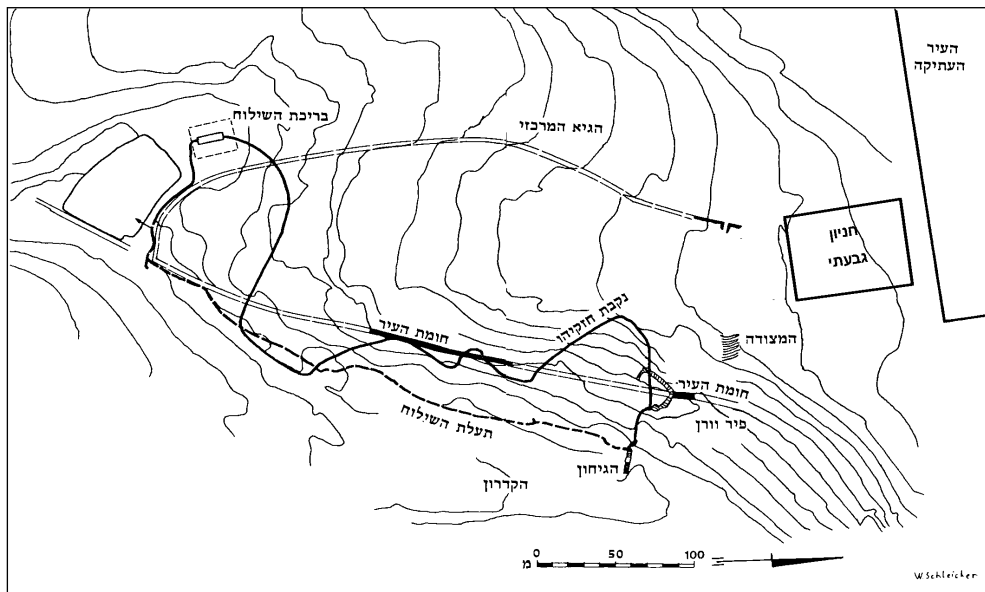 העיר
העתיקה
בריכת השילוח
הגיא המרכזי
חניון
גבעתי
נקבת חזקיהו
המצודה
חומת העיר
חומת העיר
פיר וורן
תעלת השילוח
הגיחון
הקדרון
0 50 100
מ
W. Schleicher